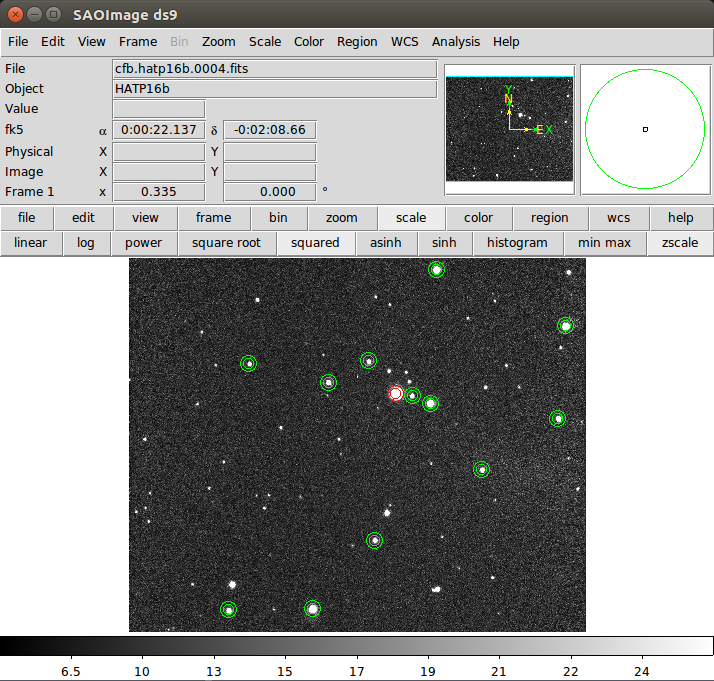 SAOImage ds9
File Edit View Frame Bin Zoom Scale Color Region WCS Analysis Help
File cfb.hatp16b.0004.fits
Object HATP16b
Value
fk5 α 0:00:22.137 δ -0:02:08.66
Physical X Y
Image X Y
Frame 1 x 0.335 0.000 °
Y
N
E X
file edit view frame bin zoom scale color region wcs help
linear log power square root squared asinh sinh histogram min max zscale
6.5 10 13 15 17 19 21 22 24